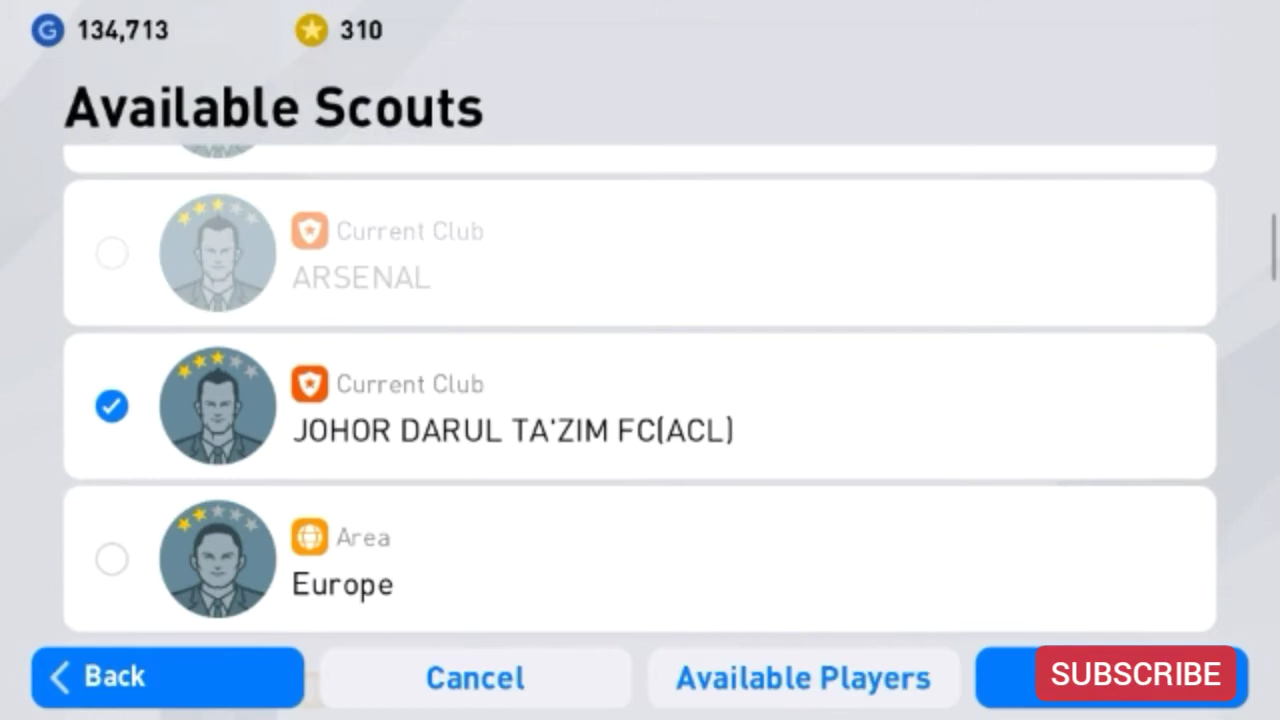 134,713
310
Available Scouts
Current Club
ARSENAL
Current Club
JOHOR DARUL TA'ZIM FC(ACL)
Area
Europe
Back
Cancel
Available Players
SUBSCRIBE